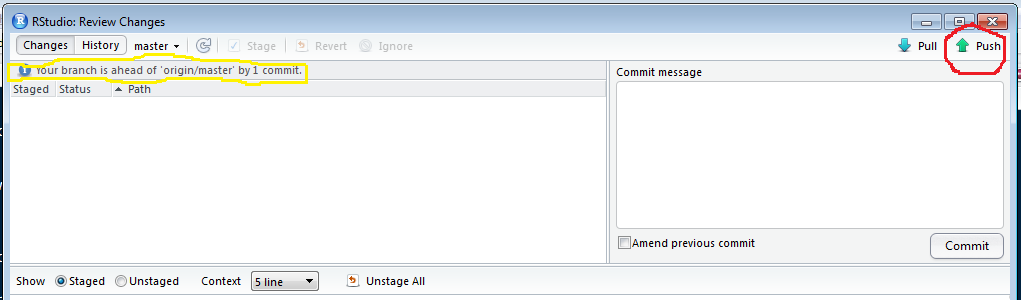 RStudio: Review Changes
Changes History master Stage Revert Ignore Pull Push
Your branch is ahead of 'origin/master' by 1 commit.
Staged Status Path
Commit message
Amend previous commit
Commit
Show Staged Unstaged Context 5 line Unstage All